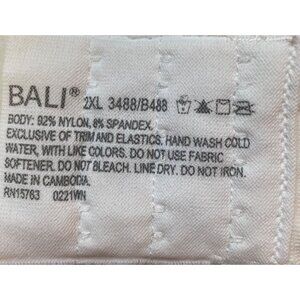 BALI® 2XL 3488/B488
BODY: 92% NYLON, 8% SPANDEX.
EXCLUSIVE OF TRIM AND ELASTICS. HAND WASH COLD
WATER, WITH LIKE COLORS. DO NOT USE FABRIC
SOFTENER. DO NOT BLEACH. LINE DRY. DO NOT IRON.
MADE IN CAMBODIA.
RN15763 0221WN